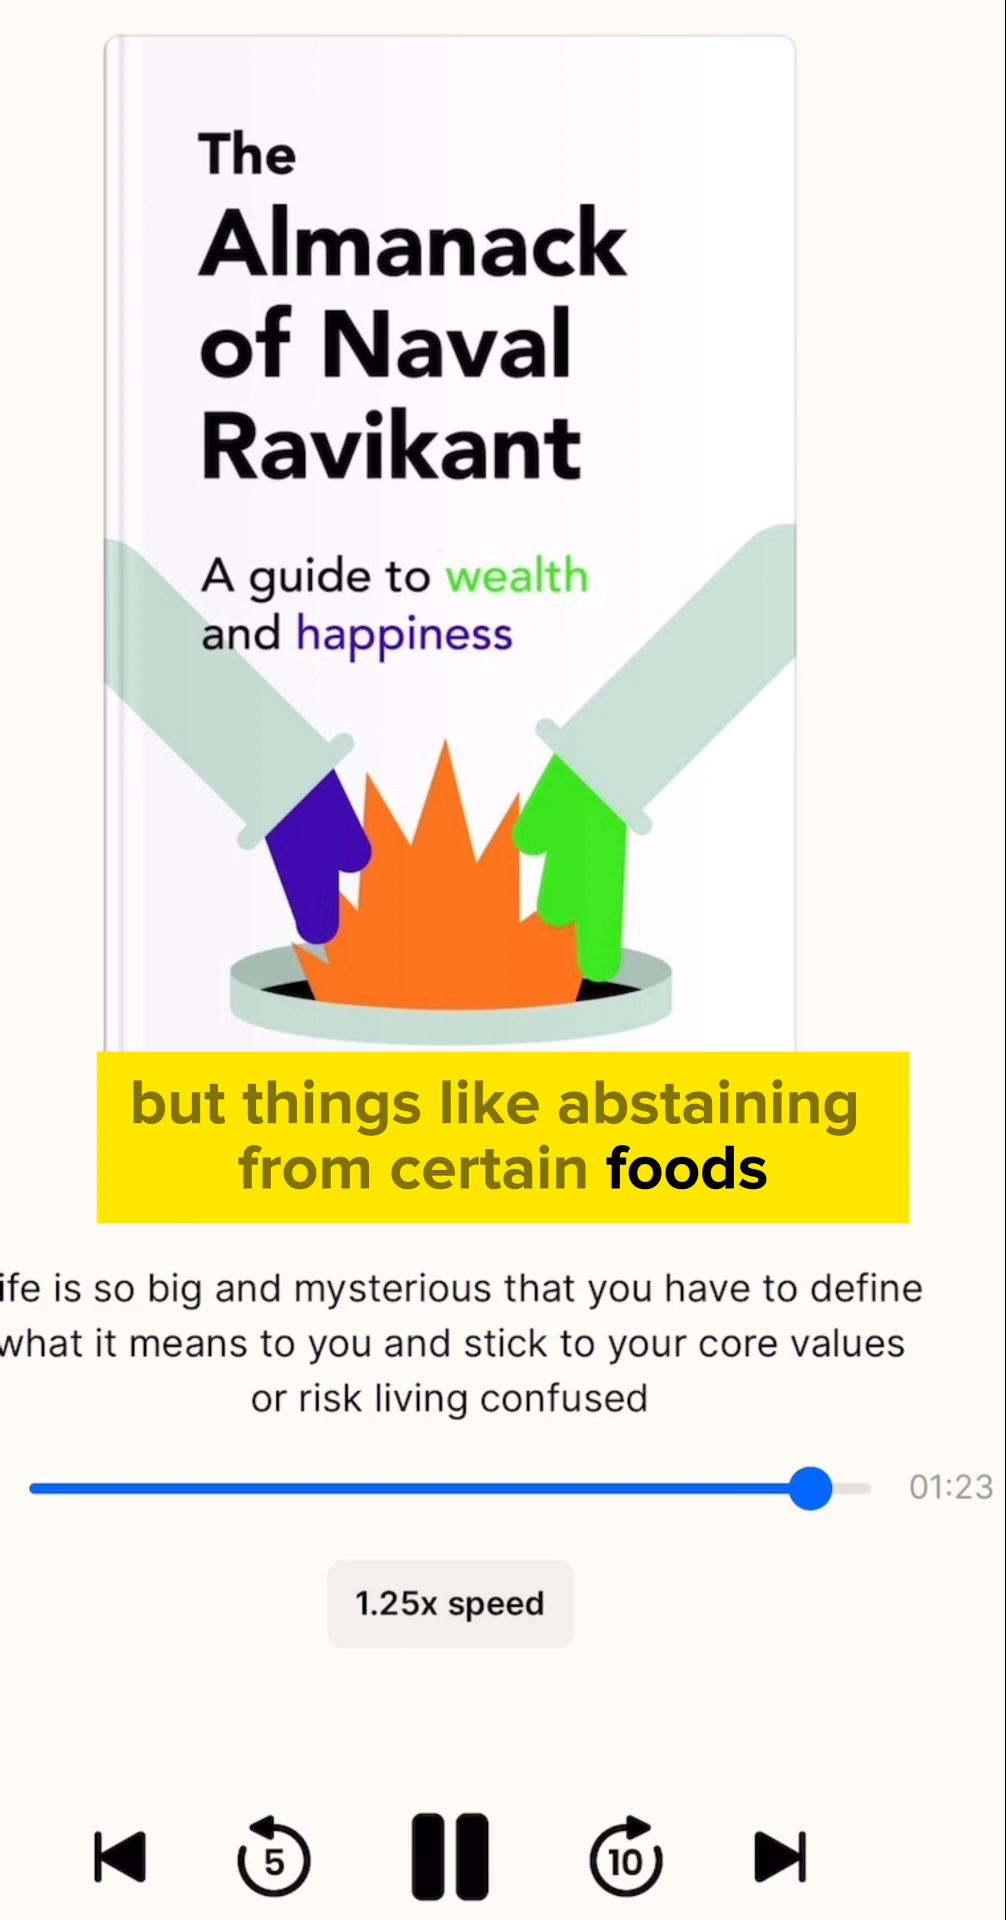 The
Almanack
of Naval
Ravikant
A guide to wealth
and happiness
but things like abstaining
from certain foods
ife is so big and mysterious that you have to define
what it means to you and stick to your core values
or risk living confused
01:23
1.25x speed
5
10